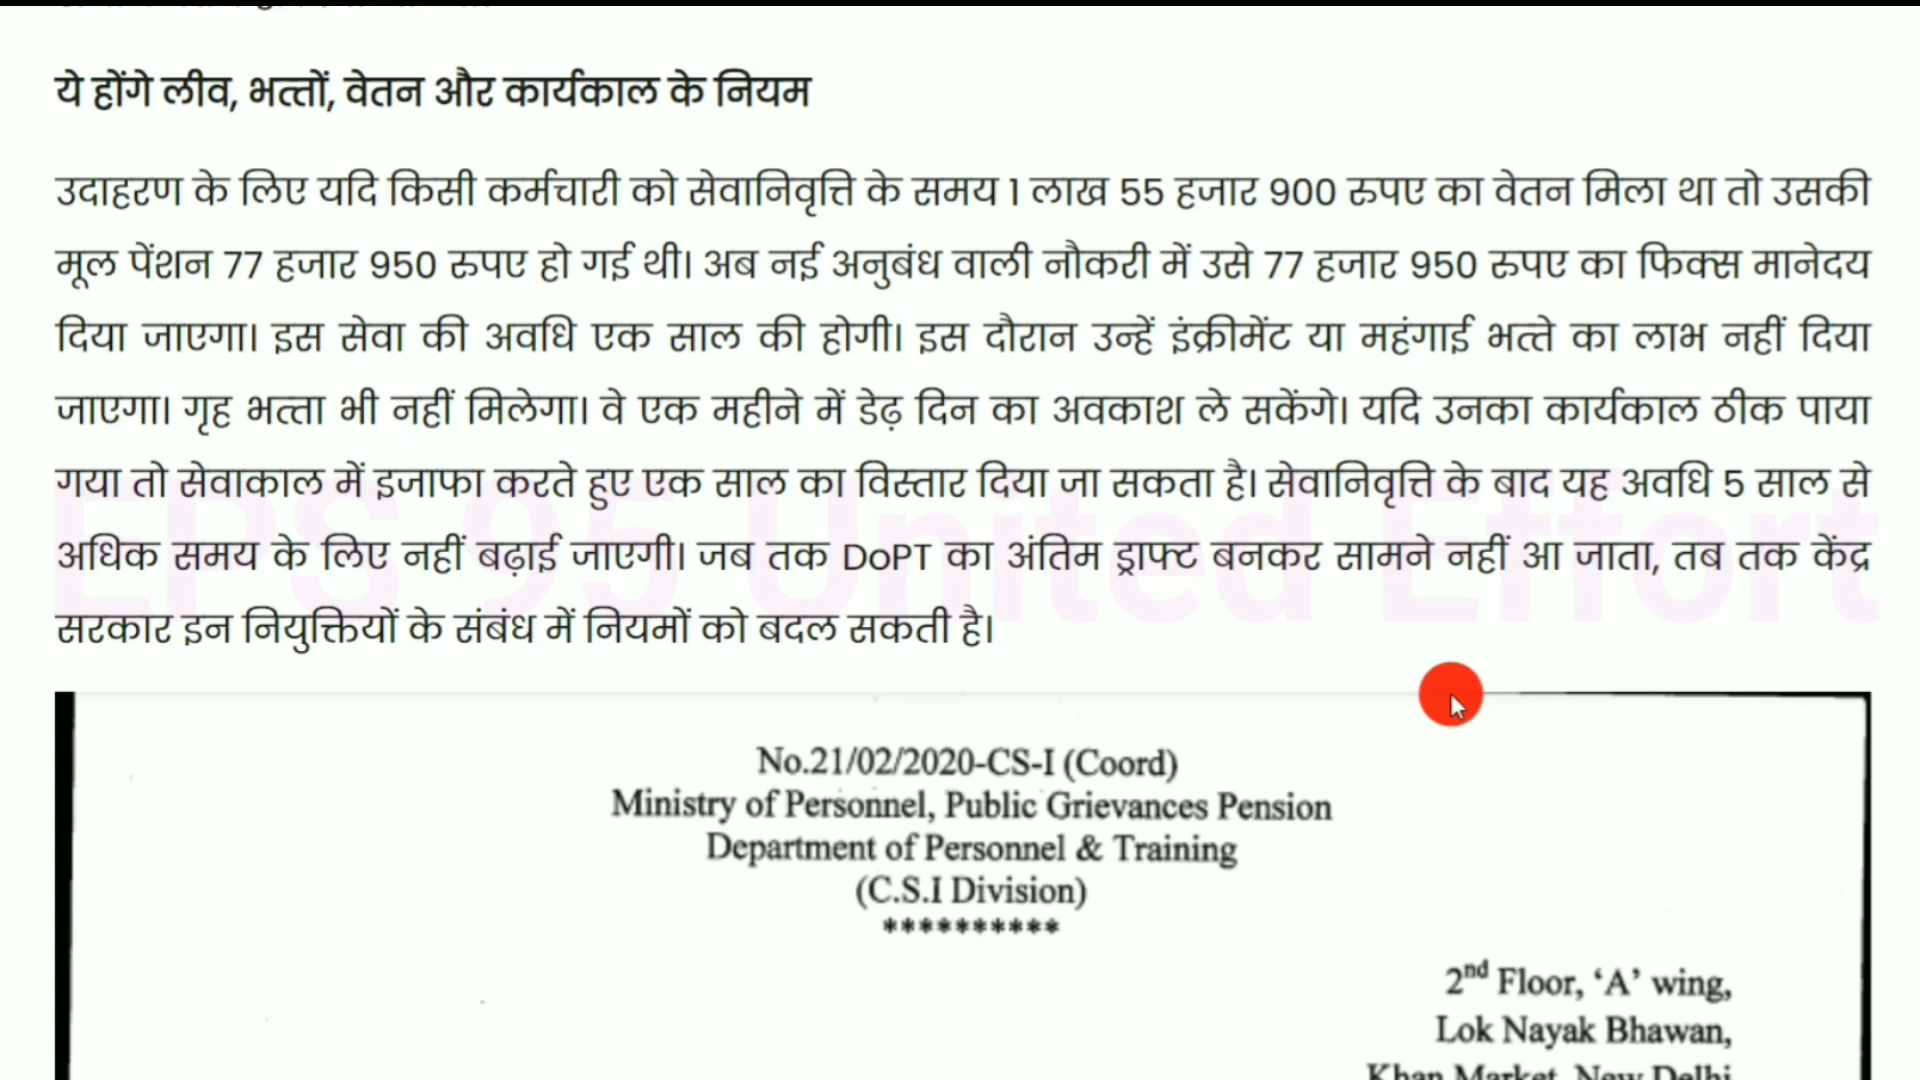 ये होंगे लीव, भत्तों, वेतन और कार्यकाल के नियम
उदाहरण के लिए यदि किसी कर्मचारी को सेवानिवृत्ति के समय 1 लाख 55 हजार 900 रुपए का वेतन मिला था तो उसकी
मूल पेंशन 77 हजार 950 रुपए हो गई थी। अब नई अनुबंध वाली नौकरी में उसे 77 हजार 950 रुपए का फिक्स मानेदय
दिया जाएगा। इस सेवा की अवधि एक साल की होगी। इस दौरान उन्हें इंक्रीमेंट या महंगाई भत्ते का लाभ नहीं दिया
जाएगा। गृह भत्ता भी नहीं मिलेगा। वे एक महीने में डेढ़ दिन का अवकाश ले सकेंगे। यदि उनका कार्यकाल ठीक पाया
गया तो सेवाकाल में इजाफा करते हुए एक साल का विस्तार दिया जा सकता है। सेवानिवृत्ति के बाद यह अवधि 5 साल से
अधिक समय के लिए नहीं बढ़ाई जाएगी। जब तक DoPT का अंतिम ड्राफ्ट बनकर सामने नहीं आ जाता, तब तक केंद्र
सरकार इन नियुक्तियों के संबंध में नियमों को बदल सकती है।
EPS 95 United Effort
No.21/02/2020-CS-I (Coord)
Ministry of Personnel, Public Grievances Pension
Department of Personnel & Training
(C.S.I Division)
**********
2nd Floor, ‘A’ wing,
Lok Nayak Bhawan,
Khan Market, New Delhi